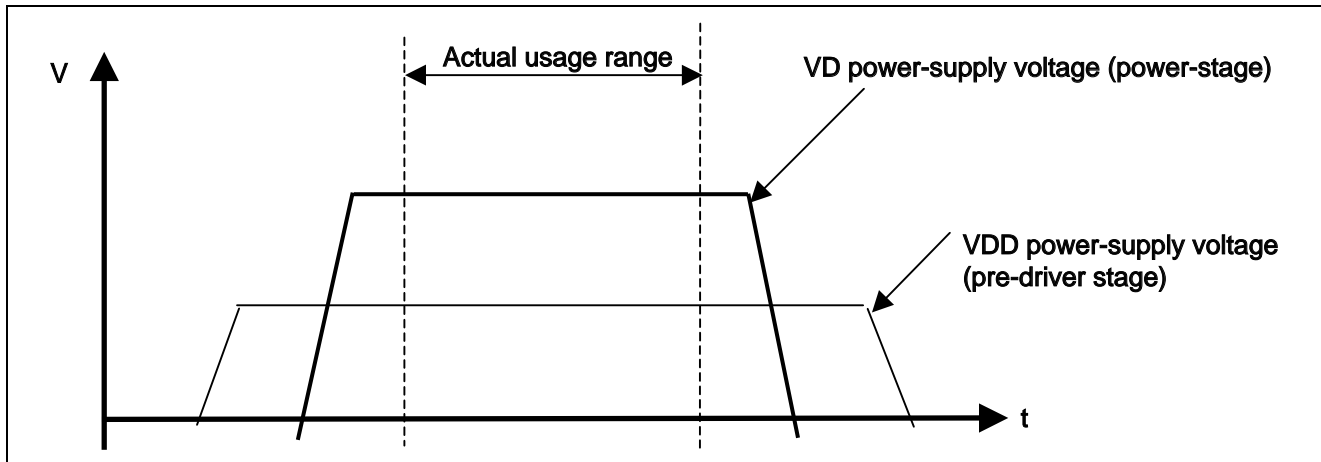 V
Actual usage range
VD power-supply voltage (power-stage)
VDD power-supply voltage
(pre-driver stage)
t